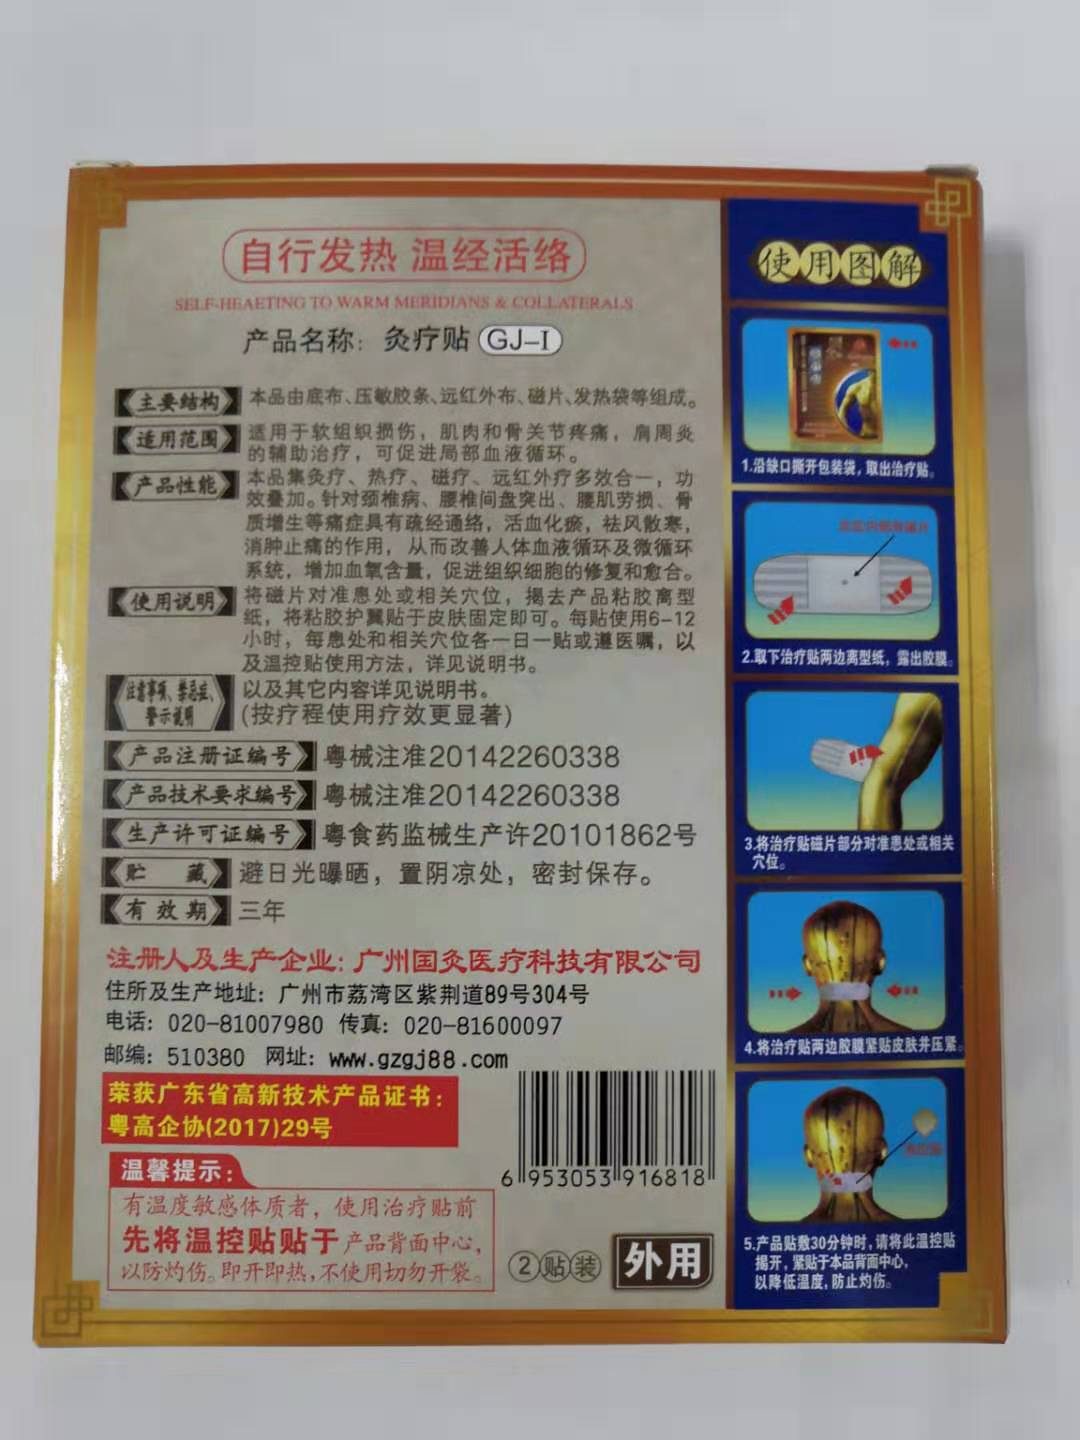 自行发热 温经活络
SELF-HEAETING TO WARM MERIDIANS & COLLATERALS
产品名称: 灸疗贴 GJ-I
主要结构 本品由底布、压敏胶条、远红外布、磁片、发热袋等组成。
适用范围 适用于软组织损伤，肌肉和骨关节疼痛，肩周炎
的辅助治疗，可促进局部血液循环。
产品性能 本品集灸疗、热疗、磁疗、远红外疗多效合一，功
效叠加。针对颈椎病、腰椎间盘突出、腰肌劳损、骨
质增生等痛症具有疏经通络，活血化瘀，祛风散寒，
消肿止痛的作用，从而改善人体血液循环及微循环
系统，增加血氧含量，促进组织细胞的修复和愈合。
使用说明 将磁片对准患处或相关穴位，揭去产品粘胶离型
纸，将粘胶护翼贴于皮肤固定即可。每贴使用6-12
小时，每患处和相关穴位各一日一贴或遵医嘱，以
及温控贴使用方法，详见说明书。
注意事项、禁忌症、
警示说明
以及其它内容详见说明书。
(按疗程使用疗效更显著)
产品注册证编号 粤械注准20142260338
产品技术要求编号 粤械注准20142260338
生产许可证编号 粤食药监械生产许20101862号
贮 藏 避日光曝晒，置阴凉处，密封保存。
有效期 三年
注册人及生产企业: 广州国灸医疗科技有限公司
住所及生产地址: 广州市荔湾区紫荆道89号304号
电话: 020-81007980 传真: 020-81600097
邮编: 510380 网址: www.gzgj88.com
荣获广东省高新技术产品证书:
粤高企协(2017)29号
温馨提示:
有温度敏感体质者，使用治疗贴前
先将温控贴贴于产品背面中心，
以防灼伤。即开即热，不使用切勿开袋。
6 953053 916818
2贴装
外用
使用图解
1.沿缺口撕开包装袋，取出治疗贴。
2.取下治疗贴两边离型纸，露出胶膜。
3.将治疗贴磁片部分对准患处或相关
穴位。
4.将治疗贴两边胶膜紧贴皮肤并压紧。
5.产品贴敷30分钟时，请将此温控贴
揭开，紧贴于本品背面中心，
以降低温度，防止灼伤。